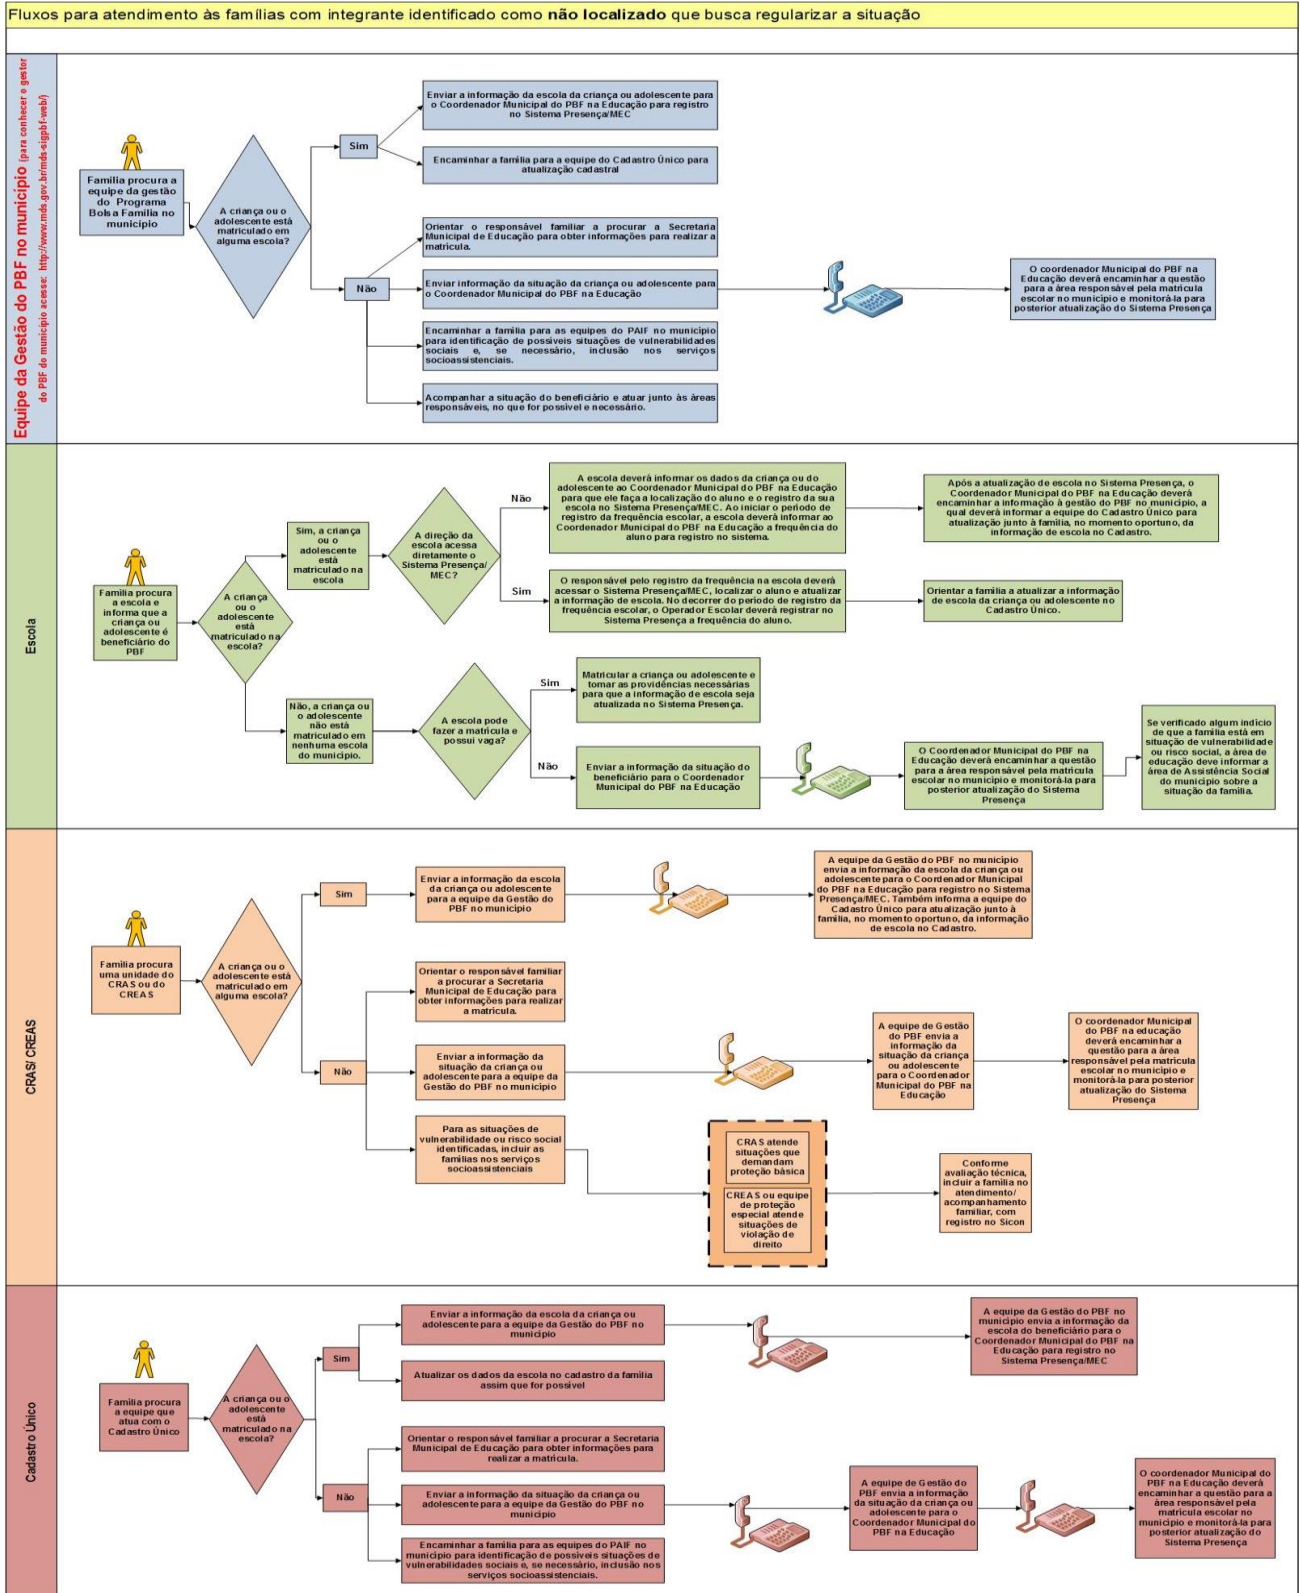 Fluxos para atendimento às famílias com integrante identificado como não localizado que busca regularizar a situação
Equipe da Gestão do PBF no município (para conhecer o gestor
do PBF do município acesse: http://www.mds.gov.br/mds-sigpbf-web/)
Família procura a
equipe da gestão
do Programa
Bolsa Família no
município
A criança ou o
adolescente está
matriculado em
alguma escola?
Sim
Enviar a informação da escola da criança ou adolescente para
o Coordenador Municipal do PBF na Educação para registro
no Sistema Presença/MEC
Encaminhar a família para a equipe do Cadastro Único para
atualização cadastral
Não
Orientar o responsável familiar a procurar a Secretaria
Municipal de Educação para obter informações para realizar a
matrícula.
Enviar informação da situação da criança ou adolescente para
o Coordenador Municipal do PBF na Educação
O coordenador Municipal do PBF na
Educação deverá encaminhar a questão
para a área responsável pela matrícula
escolar no município e monitorá-la para
posterior atualização do Sistema Presença
Encaminhar a família para as equipes do PAIF no município
para identificação de possíveis situações de vulnerabilidades
sociais e, se necessário, inclusão nos serviços
socioassistenciais.
Acompanhar a situação do beneficiário e atuar junto às áreas
responsáveis, no que for possível e necessário.
Escola
Família procura
a escola e
informa que a
criança ou
adolescente é
beneficiário do
PBF
A criança
ou o
adolescente
está
matriculado na
escola?
Sim, a criança
ou o
adolescente
está
matriculado na
escola
A direção da
escola acessa
diretamente o
Sistema Presença/
MEC?
Não
A escola deverá informar os dados da criança ou do
adolescente ao Coordenador Municipal do PBF na Educação
para que ele faça a localização do aluno e o registro da sua
escola no Sistema Presença/MEC. Ao iniciar o período de
registro da frequência escolar, a escola deverá informar ao
Coordenador Municipal do PBF na Educação a frequência do
aluno para registro no sistema.
Após a atualização de escola no Sistema Presença, o
Coordenador Municipal do PBF na Educação deverá
encaminhar a informação à gestão do PBF no município, a
qual deverá informar a equipe do Cadastro Único para
atualização junto à família, no momento oportuno, da
informação de escola no Cadastro.
Sim
O responsável pelo registro da frequência na escola deverá
acessar o Sistema Presença/MEC, localizar o aluno e atualizar
a informação de escola. No decorrer do período de registro da
frequência escolar, o Operador Escolar deverá registrar no
Sistema Presença a frequência do aluno.
Orientar a família a atualizar a informação
de escola da criança ou adolescente no
Cadastro Único.
Não, a criança ou
o adolescente
não está
matriculado em
nenhuma escola
do município.
A escola pode
fazer a matrícula e
possui vaga?
Sim
Matricular a criança ou adolescente e
tomar as providências necessárias
para que a informação de escola seja
atualizada no Sistema Presença.
Não
Enviar a informação da situação do
beneficiário para o Coordenador
Municipal do PBF na Educação
O Coordenador Municipal do PBF na
Educação deverá encaminhar a questão
para a área responsável pela matrícula
escolar no município e monitorá-la para
posterior atualização do Sistema
Presença
Se verificado algum indício
de que a família está em
situação de vulnerabilidade
ou risco social, a área de
educação deve informar a
área de Assistência Social
do município sobre a
situação da família.
CRAS/ CREAS
Família procura
uma unidade do
CRAS ou do
CREAS
A criança ou o
adolescente está
matriculado em
alguma escola?
Sim
Enviar a informação da escola
da criança ou adolescente
para a equipe da Gestão do
PBF no município
A equipe da Gestão do PBF no município
envia a informação da escola da criança ou
adolescente para o Coordenador Municipal
do PBF na Educação para registro no Sistema
Presença/MEC. Também informa a equipe do
Cadastro Único para atualização junto à
família, no momento oportuno, da informação
de escola no Cadastro.
Não
Orientar o responsável familiar
a procurar a Secretaria
Municipal de Educação para
obter informações para realizar
a matrícula.
Enviar a informação da
situação da criança ou
adolescente para a equipe da
Gestão do PBF no município
A equipe de Gestão
do PBF envia a
informação da
situação da criança
ou adolescente
para o Coordenador
Municipal do PBF na
Educação
O coordenador Municipal
do PBF na educação
deverá encaminhar a
questão para a área
responsável pela matrícula
escolar no município e
monitorá-la para posterior
atualização do Sistema
Presença
Para as situações de
vulnerabilidade ou risco social
identificadas, incluir as
famílias nos serviços
socioassistenciais
CRAS atende
situações que
demandam
proteção básica
CREAS ou equipe
de proteção
especial atende
situações de
violação de
direito
Conforme
avaliação técnica,
incluir a família no
atendimento/
acompanhamento
familiar, com
registro no Sicon
Cadastro Único
Família procura
a equipe que
atua com o
Cadastro Único
A criança ou o
adolescente
está
matriculado na
escola?
Sim
Enviar a informação da escola da criança ou
adolescente para a equipe da Gestão do PBF no
município
A equipe da Gestão do PBF no
município envia a informação da
escola do beneficiário para o
Coordenador Municipal do PBF na
Educação para registro no
Sistema Presença/MEC
Atualizar os dados da escola no cadastro da família
assim que for possível
Não
Orientar o responsável familiar a procurar a Secretaria
Municipal de Educação para obter informações para
realizar a matrícula.
Enviar a informação da situação da criança ou
adolescente para a equipe da Gestão do PBF no
município
A equipe de Gestão do
PBF envia a informação
da situação da criança ou
adolescente para o
Coordenador Municipal do
PBF na Educação
O coordenador Municipal do
PBF na Educação deverá
encaminhar a questão para a
área responsável pela
matrícula escolar no
município e monitorá-la para
posterior atualização do
Sistema Presença
Encaminhar a família para as equipes do PAIF no
município para identificação de possíveis situações de
vulnerabilidades sociais e, se necessário, inclusão nos
serviços socioassistenciais.